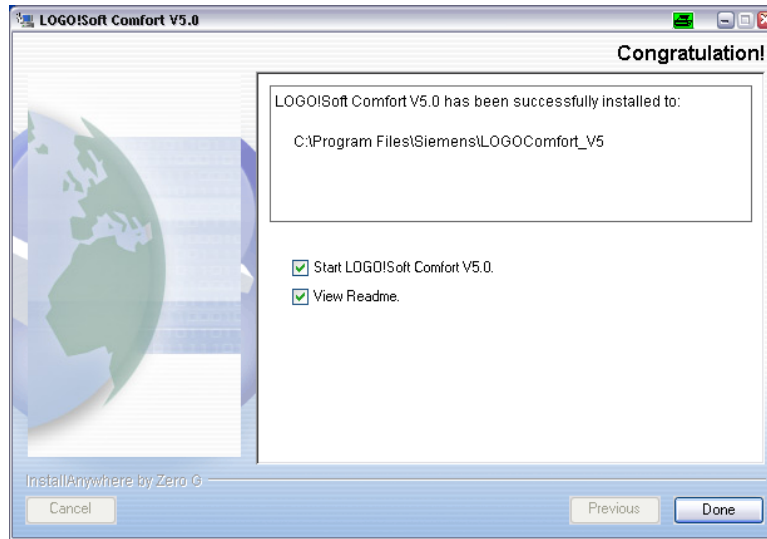 LOGO!Soft Comfort V5.0
Congratulation!
LOGO!Soft Comfort V5.0 has been successfully installed to:
C:\Program Files\Siemens\LOGOComfort_V5
Start LOGO!Soft Comfort V5.0.
View Readme.
InstallAnywhere by Zero G
Cancel
Previous
Done